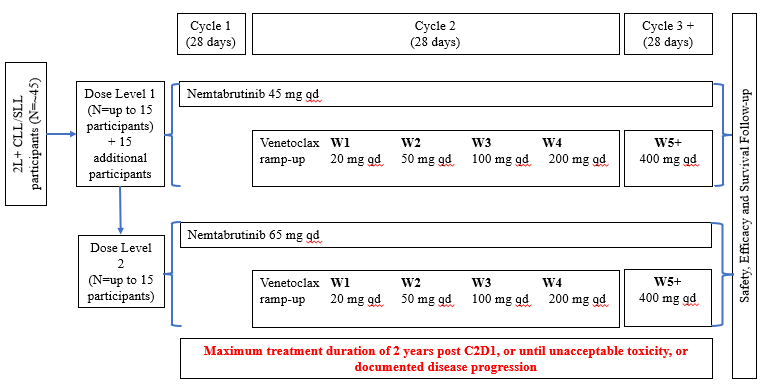 Cycle 1
(28 days)
Cycle 2
(28 days)
Cycle 3 +
(28 days)
2L+ CLL/SLL
participants (N=~45)
Dose Level 1
(N=up to 15
participants)
+ 15
additional
participants
Nemtabrutinib 45 mg qd
Venetoclax W1 W2 W3 W4
ramp-up 20 mg qd 50 mg qd 100 mg qd 200 mg qd
W5+
400 mg qd
Dose Level
2
(N=up to 15
participants)
Nemtabrutinib 65 mg qd
Venetoclax W1 W2 W3 W4
ramp-up 20 mg qd 50 mg qd 100 mg qd 200 mg qd
W5+
400 mg qd
Maximum treatment duration of 2 years post C2D1, or until unacceptable toxicity, or
documented disease progression
Safety, Efficacy and Survival Follow-up